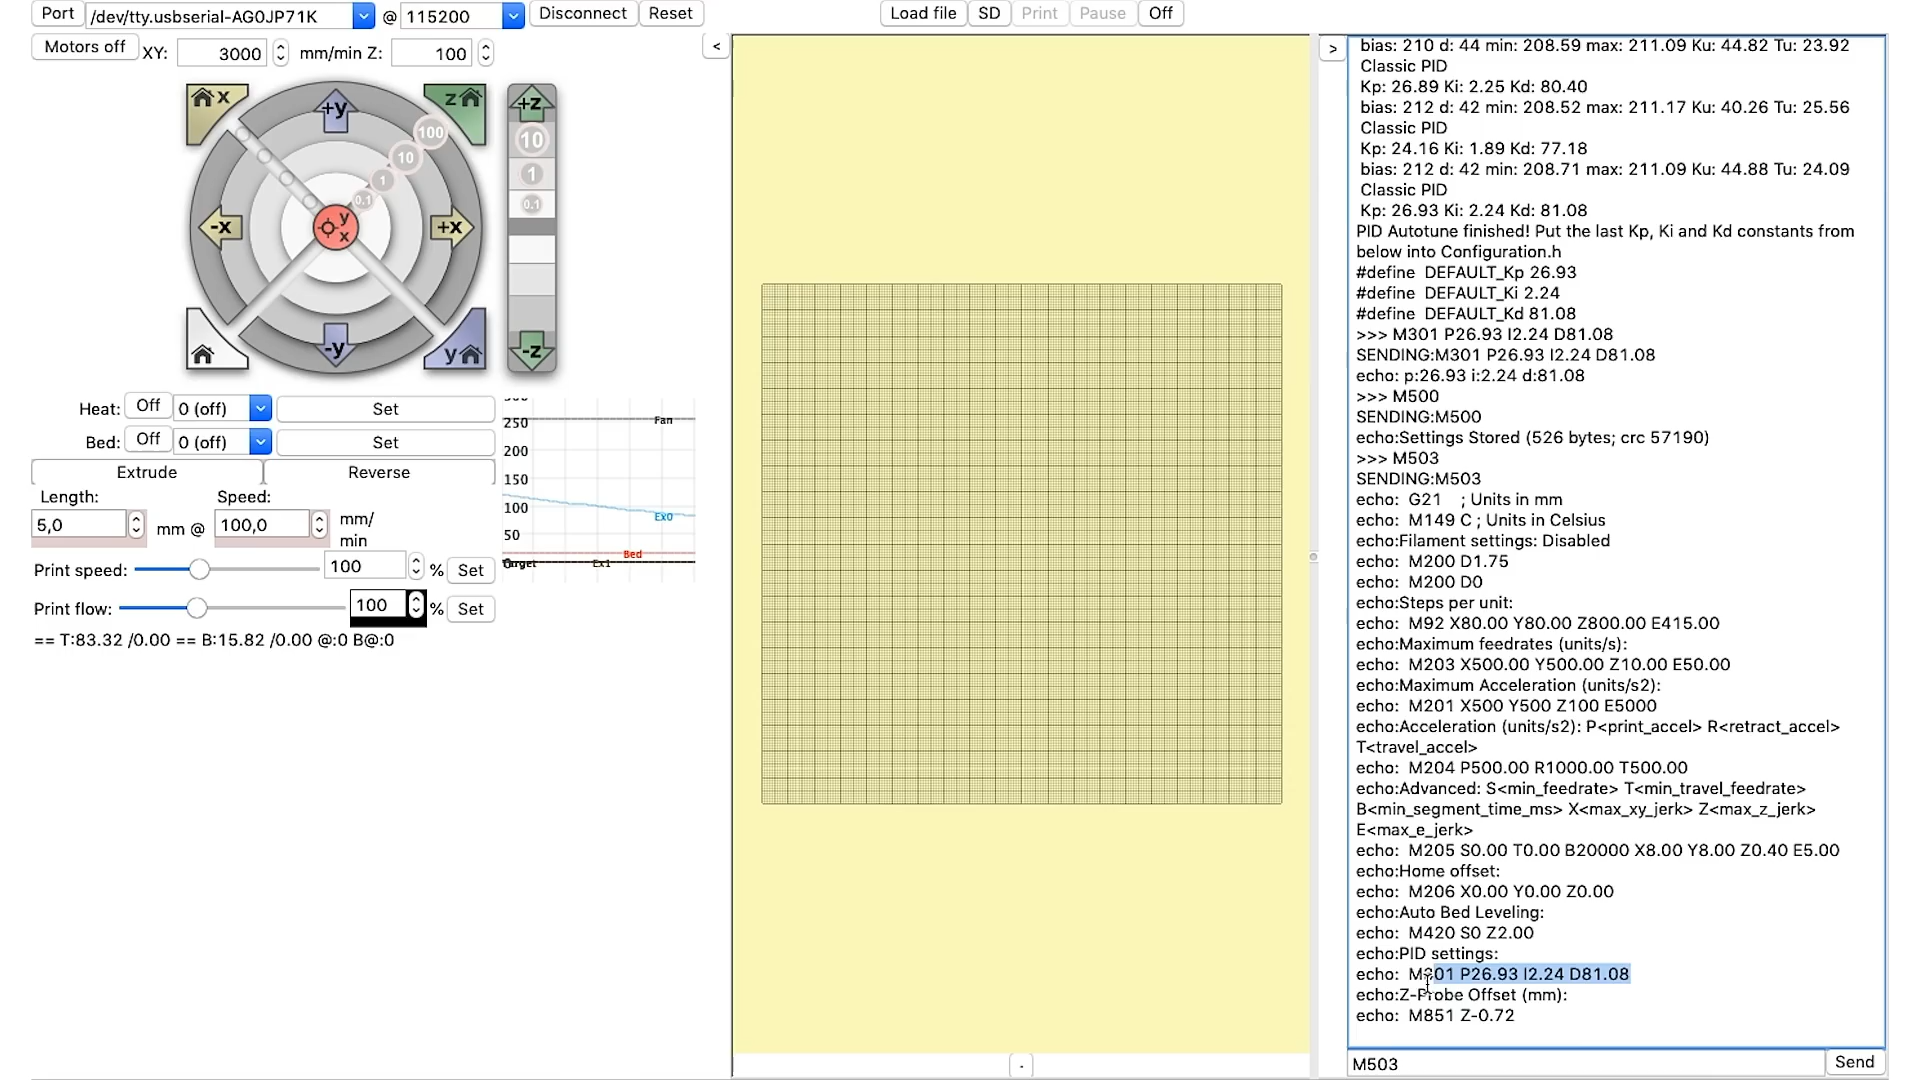 Port /dev/tty.usbserial-AG0JP71K @ 115200 Disconnect Reset Load file SD Print Pause Off
Motors off XY: 3000 mm/min Z: 100
< >
x z +y +z
100 10
10 1
1 0.1
0.1
y
x
-x +x
-y -z
y
Heat: Off 0 (off) Set
Bed: Off 0 (off) Set
Extrude Reverse
Length: Speed:
5,0 mm @ 100,0 mm/
min
Print speed: 100 % Set
Print flow: 100 % Set
== T:83.32 /0.00 == B:15.82 /0.00 @:0 B@:0
250 Fan
200
150
100 Ex0
50 Bed
Ex1
bias: 210 d: 44 min: 208.59 max: 211.09 Ku: 44.82 Tu: 23.92
Classic PID
Kp: 26.89 Ki: 2.25 Kd: 80.40
bias: 212 d: 42 min: 208.52 max: 211.17 Ku: 40.26 Tu: 25.56
Classic PID
Kp: 24.16 Ki: 1.89 Kd: 77.18
bias: 212 d: 42 min: 208.71 max: 211.09 Ku: 44.88 Tu: 24.09
Classic PID
Kp: 26.93 Ki: 2.24 Kd: 81.08
PID Autotune finished! Put the last Kp, Ki and Kd constants from
below into Configuration.h
#define DEFAULT_Kp 26.93
#define DEFAULT_Ki 2.24
#define DEFAULT_Kd 81.08
>>> M301 P26.93 I2.24 D81.08
SENDING:M301 P26.93 I2.24 D81.08
echo: p:26.93 i:2.24 d:81.08
>>> M500
SENDING:M500
echo:Settings Stored (526 bytes; crc 57190)
>>> M503
SENDING:M503
echo: G21 ; Units in mm
echo: M149 C ; Units in Celsius
echo:Filament settings: Disabled
echo: M200 D1.75
echo: M200 D0
echo:Steps per unit:
echo: M92 X80.00 Y80.00 Z800.00 E415.00
echo:Maximum feedrates (units/s):
echo: M203 X500.00 Y500.00 Z10.00 E50.00
echo:Maximum Acceleration (units/s2):
echo: M201 X500 Y500 Z100 E5000
echo:Acceleration (units/s2): P<print_accel> R<retract_accel>
T<travel_accel>
echo: M204 P500.00 R1000.00 T500.00
echo:Advanced: S<min_feedrate> T<min_travel_feedrate>
B<min_segment_time_ms> X<max_xy_jerk> Z<max_z_jerk>
E<max_e_jerk>
echo: M205 S0.00 T0.00 B20000 X8.00 Y8.00 Z0.40 E5.00
echo:Home offset:
echo: M206 X0.00 Y0.00 Z0.00
echo:Auto Bed Leveling:
echo: M420 S0 Z2.00
echo:PID settings:
echo: M301 P26.93 I2.24 D81.08
echo:Z-Probe Offset (mm):
echo: M851 Z-0.72
M503 Send